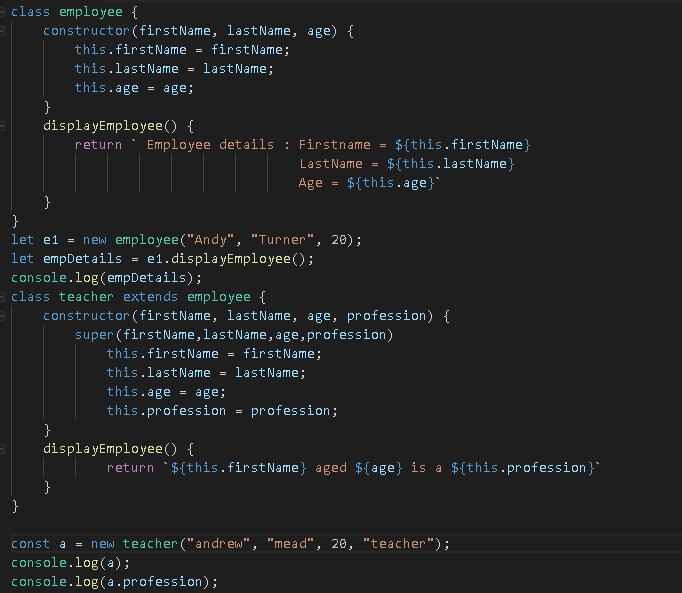 class employee {
    constructor(firstName, lastName, age) {
        this.firstName = firstName;
        this.lastName = lastName;
        this.age = age;
    }
    displayEmployee() {
        return ` Employee details : Firstname = ${this.firstName}
                                    LastName = ${this.lastName}
                                    Age = ${this.age}`
    }
}
let e1 = new employee("Andy", "Turner", 20);
let empDetails = e1.displayEmployee();
console.log(empDetails);
class teacher extends employee {
    constructor(firstName, lastName, age, profession) {
        super(firstName,lastName,age,profession)
            this.firstName = firstName;
            this.lastName = lastName;
            this.age = age;
            this.profession = profession;
    }
    displayEmployee() {
            return `${this.firstName} aged ${age} is a ${this.profession}`
    }
}

const a = new teacher("andrew", "mead", 20, "teacher");
console.log(a);
console.log(a.profession);